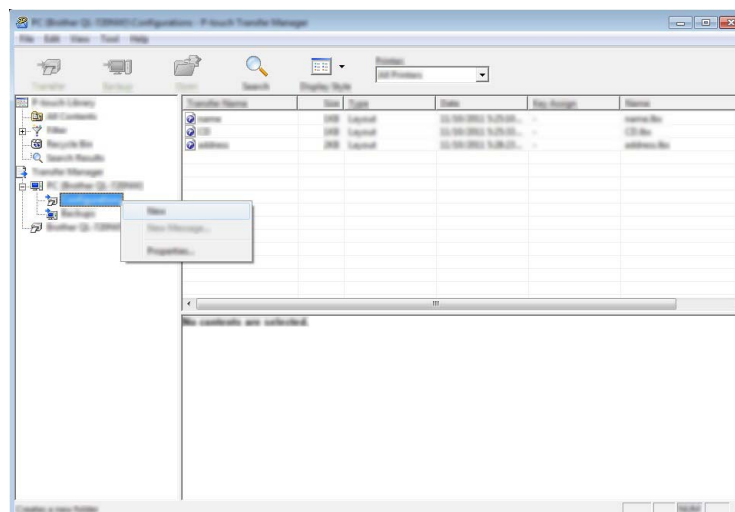 PC (Brother QL-720NW) Configurations - P-touch Transfer Manager
File Edit View Tool Help
Transfer Backup Open Search Display Style
Printer:
All Printers
P-touch Library
All Contents
Filter
Recycle Bin
Search Results
Transfer Manager
PC (Brother QL-720NW)
Configurations
Backups
Brother QL-720NW
Transfer Name Size Type Date Key Assign Name
name 1KB Layout - name.lbx
CD 1KB Layout - CD.lbx
address 2KB Layout - address.lbx
New
New Message...
Properties...
No contents are selected.
Creates a new folder
NUM